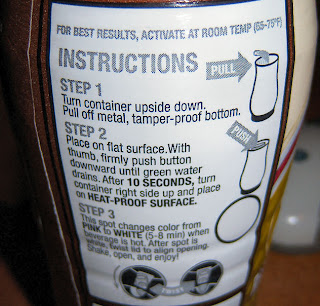 FOR BEST RESULTS, ACTIVATE AT ROOM TEMP (65-75°F)
INSTRUCTIONS
PULL
STEP 1
Turn container upside down.
Pull off metal, tamper-proof bottom.
STEP 2
PUSH
Place on flat surface.With
thumb, firmly push button
downward until green water
drains. After 10 SECONDS, turn
container right side up and place
on HEAT-PROOF SURFACE.
STEP 3
This spot changes color from
PINK to WHITE (5-8 min) when
beverage is hot. After spot is
white, twist lid to align opening.
Shake, open, and enjoy!
TWIST